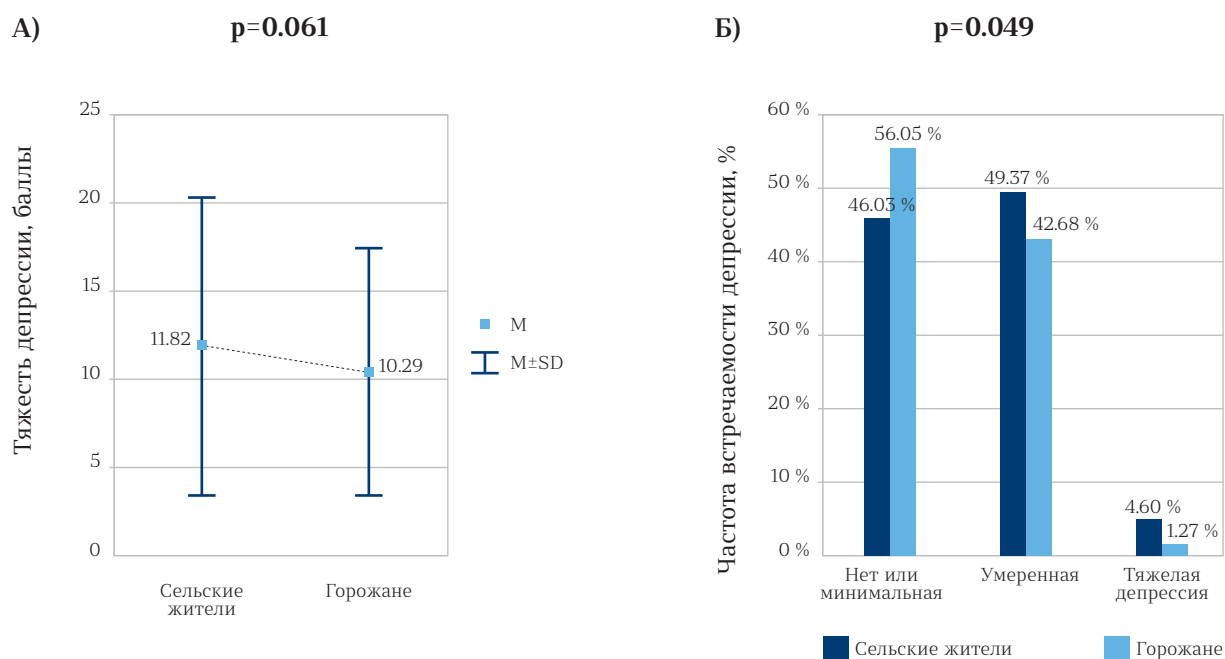 А)
p=0.061
Тяжесть депрессии, баллы
25
20
15
10
5
0
11.82
10.29
Сельские
жители
Горожане
M
M±SD
Б)
p=0.049
Частота встречаемости депрессии, %
60 %
50 %
40 %
30 %
20 %
10 %
0 %
46.03 %
56.05 %
49.37 %
42.68 %
4.60 %
1.27 %
Нет или
минимальная
Умеренная
Тяжелая
депрессия
Сельские жители
Горожане